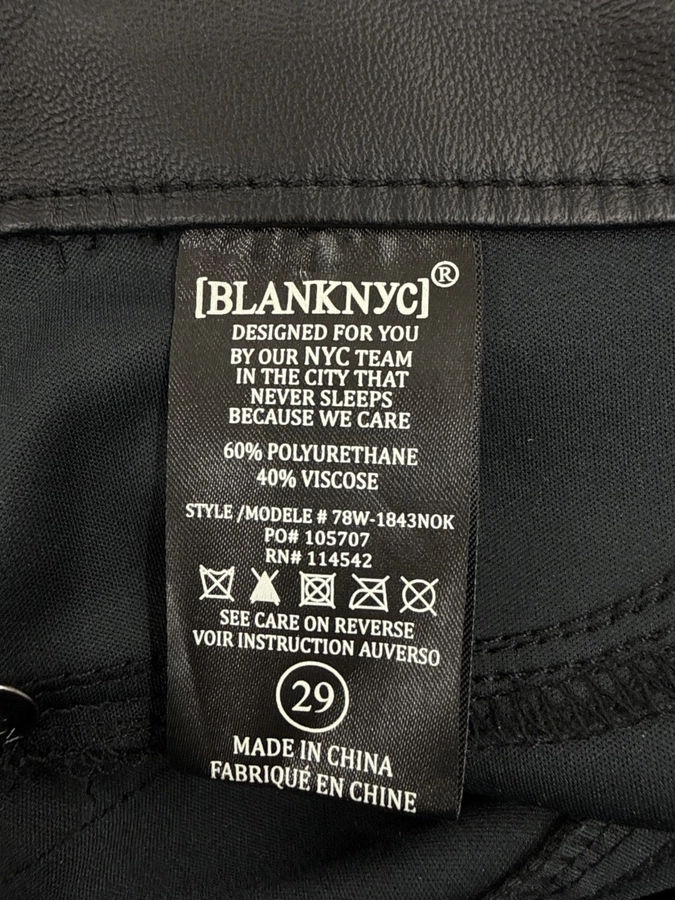 [BLANKNYC]®
DESIGNED FOR YOU
BY OUR NYC TEAM
IN THE CITY THAT
NEVER SLEEPS
BECAUSE WE CARE
60% POLYURETHANE
40% VISCOSE
STYLE /MODELE # 78W-1843NOK
PO# 105707
RN# 114542
SEE CARE ON REVERSE
VOIR INSTRUCTION AUVERSO
29
MADE IN CHINA
FABRIQUÉ EN CHINE